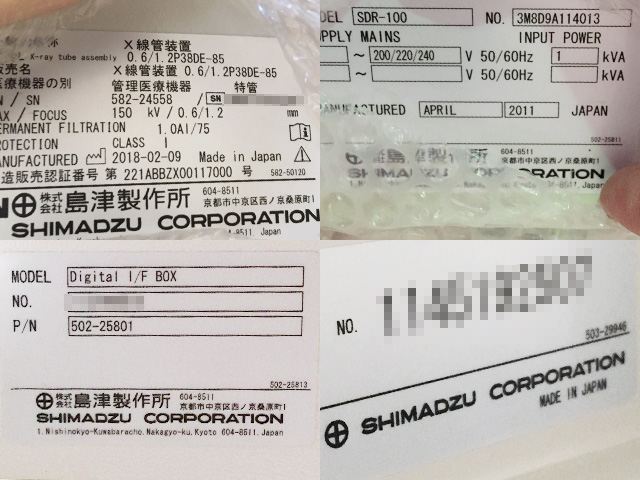 X線管装置
X-ray tube assembly 0.6/1.2P38DE-85
販売名 X線管装置 0.6/1.2P38DE-85
医療機器の別 管理医療機器 特管
/ SN 582-24558 / SN
MAX / FOCUS 150 kV / 0.6/1.2 mm
PERMANENT FILTRATION 1.0Al/75
PROTECTION CLASS I
MANUFACTURED 2018-02-09 Made in Japan
造販売認証番号 第 221ABBZX00117000 号 582-50120
株式会社 島津製作所 604-8511 京都市中京区西ノ京桑原町1
SHIMADZU CORPORATION
MODEL SDR-100 NO. 3M8D9A114013
SUPPLY MAINS INPUT POWER
~ 200/220/240 V 50/60Hz 1 kVA
~ V 50/60Hz kVA
MANUFACTURED APRIL 2011 JAPAN
502-25811
島津製作所 604-8511 京都市中京区西ノ京桑原町1
SHIMADZU CORPORATION
MODEL Digital I/F BOX
NO.
P/N 502-25801
502-25813
株式会社 島津製作所 604-8511 京都市中京区西ノ京桑原町1
SHIMADZU CORPORATION
1.Nishinokyo-Kuwabaracho.Nakagyo-ku.Kyoto 604-8511.Japan
NO.
503-29946
SHIMADZU CORPORATION
MADE IN JAPAN